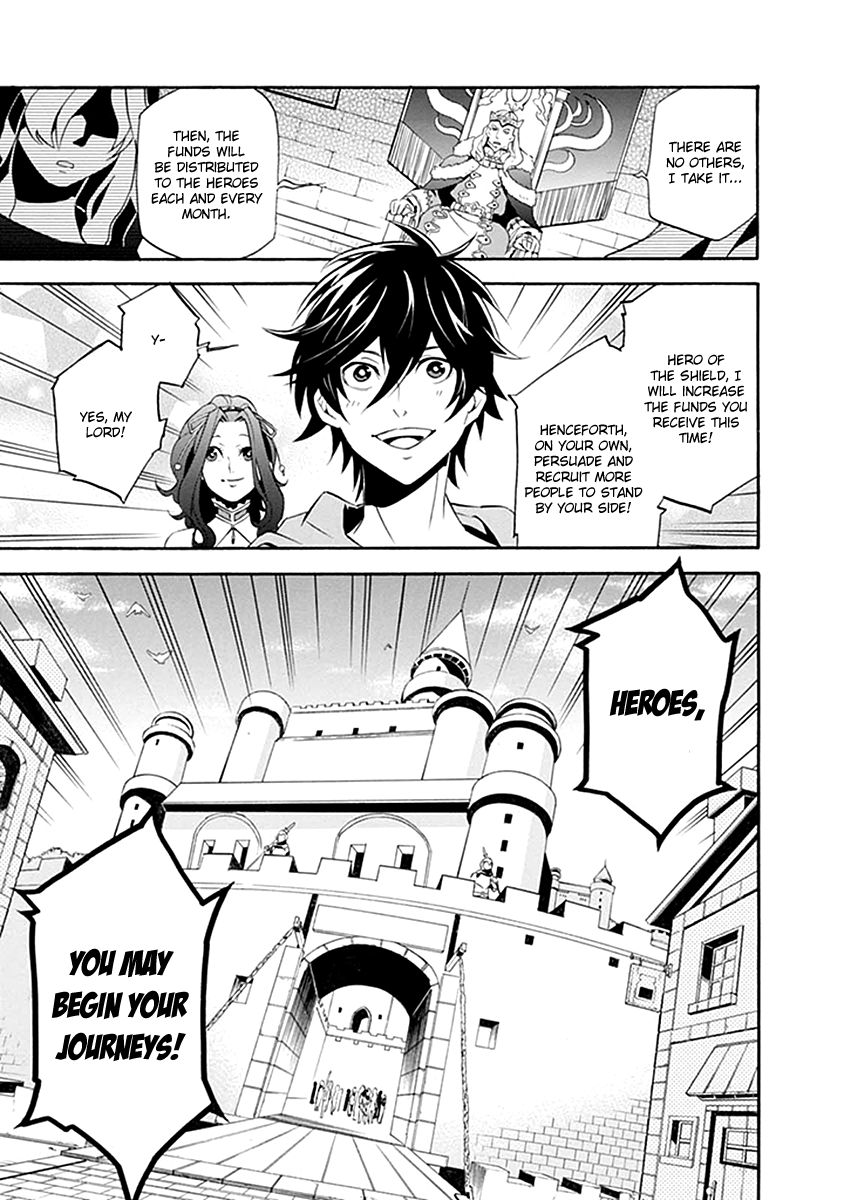 THERE ARE
NO OTHERS,
I TAKE IT...
THEN, THE
FUNDS WILL
BE DISTRIBUTED
TO THE HEROES
EACH AND EVERY
MONTH.
HERO OF
THE SHIELD, I
WILL INCREASE
THE FUNDS YOU
RECEIVE THIS
TIME!
HENCEFORTH,
ON YOUR OWN,
PERSUADE AND
RECRUIT MORE
PEOPLE TO STAND
BY YOUR SIDE!
Y-
YES, MY
LORD!
HEROES,
YOU MAY
BEGIN YOUR
JOURNEYS!